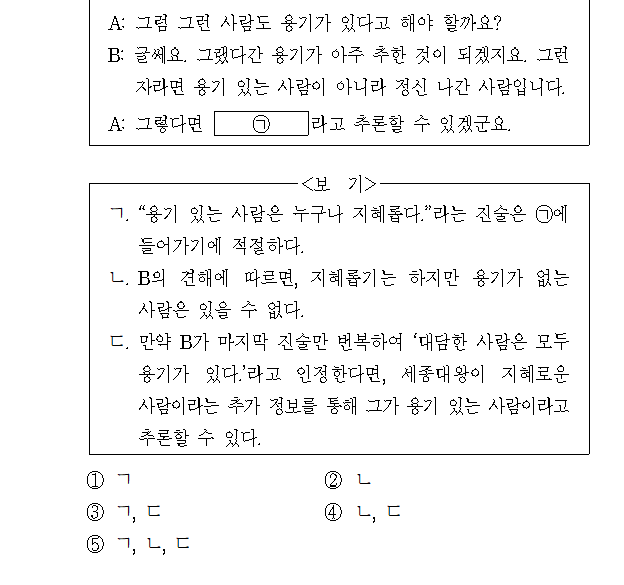 A: 그럼 그런 사람도 용기가 있다고 해야 할까요?
B: 글쎄요. 그랬다간 용기가 아주 추한 것이 되겠지요. 그런
자라면 용기 있는 사람이 아니라 정신 나간 사람입니다.
A: 그렇다면 ㉠ 라고 추론할 수 있겠군요.
<보 기>
ㄱ. “용기 있는 사람은 누구나 지혜롭다.”라는 진술은 ㉠에
들어가기에 적절하다.
ㄴ. B의 견해에 따르면, 지혜롭기는 하지만 용기가 없는
사람은 있을 수 없다.
ㄷ. 만약 B가 마지막 진술만 번복하여 ‘대담한 사람은 모두
용기가 있다.’라고 인정한다면, 세종대왕이 지혜로운
사람이라는 추가 정보를 통해 그가 용기 있는 사람이라고
추론할 수 있다.
① ㄱ ② ㄴ
③ ㄱ, ㄷ ④ ㄴ, ㄷ
⑤ ㄱ, ㄴ, ㄷ